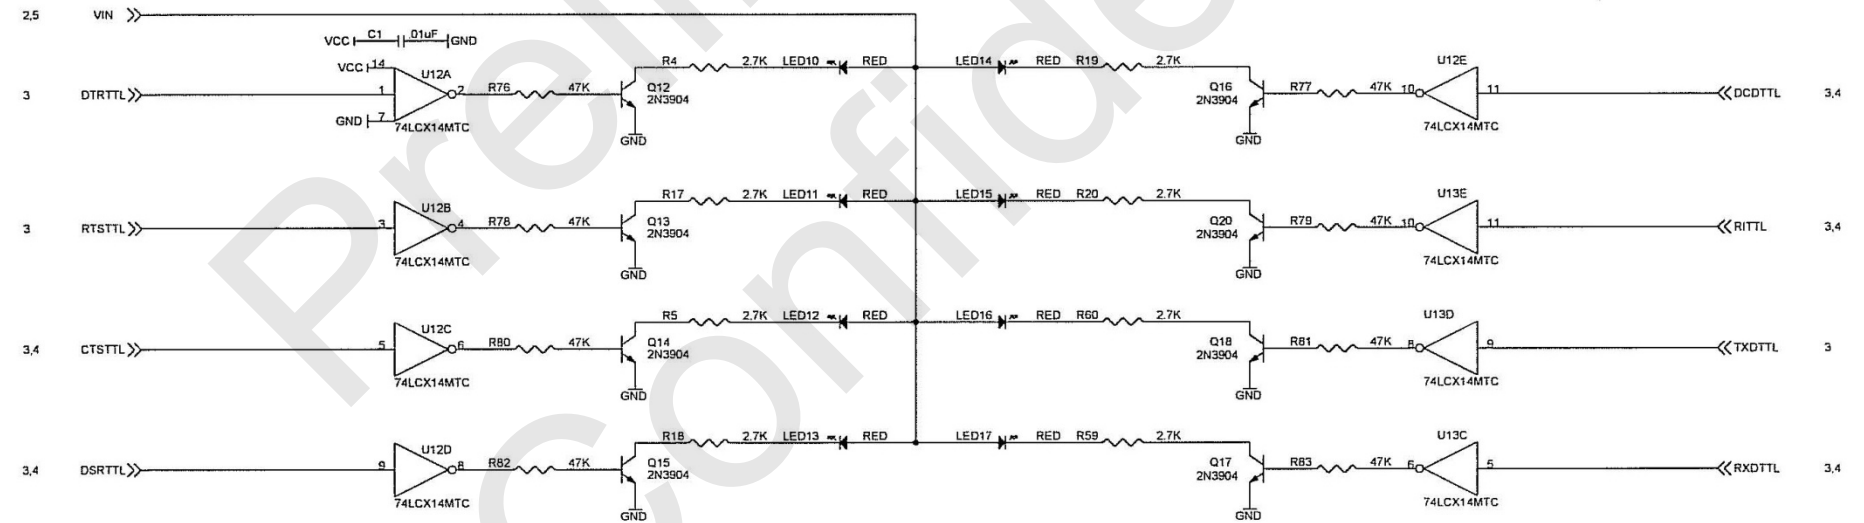 2,5 VIN
VCC C1 .01uF GND
R4 2.7K LED10 RED LED14 RED R19 2.7K U12E
VCC 14 U12A
3 DTRTTL 1 2 R76 47K Q12 2N3904 Q16 2N3904 R77 47K 10 11 DCDTTL 3,4
GND 7 74LCX14MTC GND GND 74LCX14MTC
R17 2.7K LED11 RED LED15 RED R20 2.7K U13E
U12B
3 RTSTTL 3 4 R78 47K Q13 2N3904 Q20 2N3904 R79 47K 10 11 RITTL 3,4
74LCX14MTC GND GND 74LCX14MTC
R5 2.7K LED12 RED LED16 RED R60 2.7K U13D
U12C
3,4 CTSTTL 5 6 R80 47K Q14 2N3904 Q18 2N3904 R81 47K 8 9 TXDTTL 3
74LCX14MTC GND GND 74LCX14MTC
R18 2.7K LED13 RED LED17 RED R59 2.7K U13C
U12D
3,4 DSRTTL 9 8 R82 47K Q15 2N3904 Q17 2N3904 R83 47K 6 5 RXDTTL 3,4
74LCX14MTC GND GND 74LCX14MTC
Preli
Confide